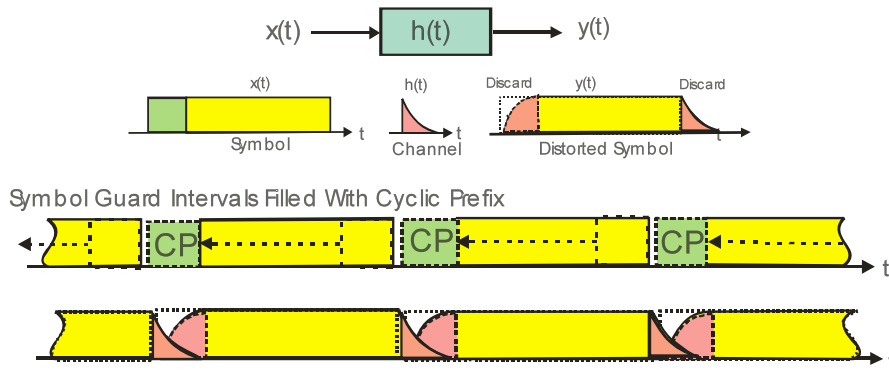 x(t) h(t) y(t)
x(t) h(t) Discard y(t) Discard
t t t
Symbol Channel Distorted Symbol
Symbol Guard Intervals Filled With Cyclic Prefix
CP CP CP
t